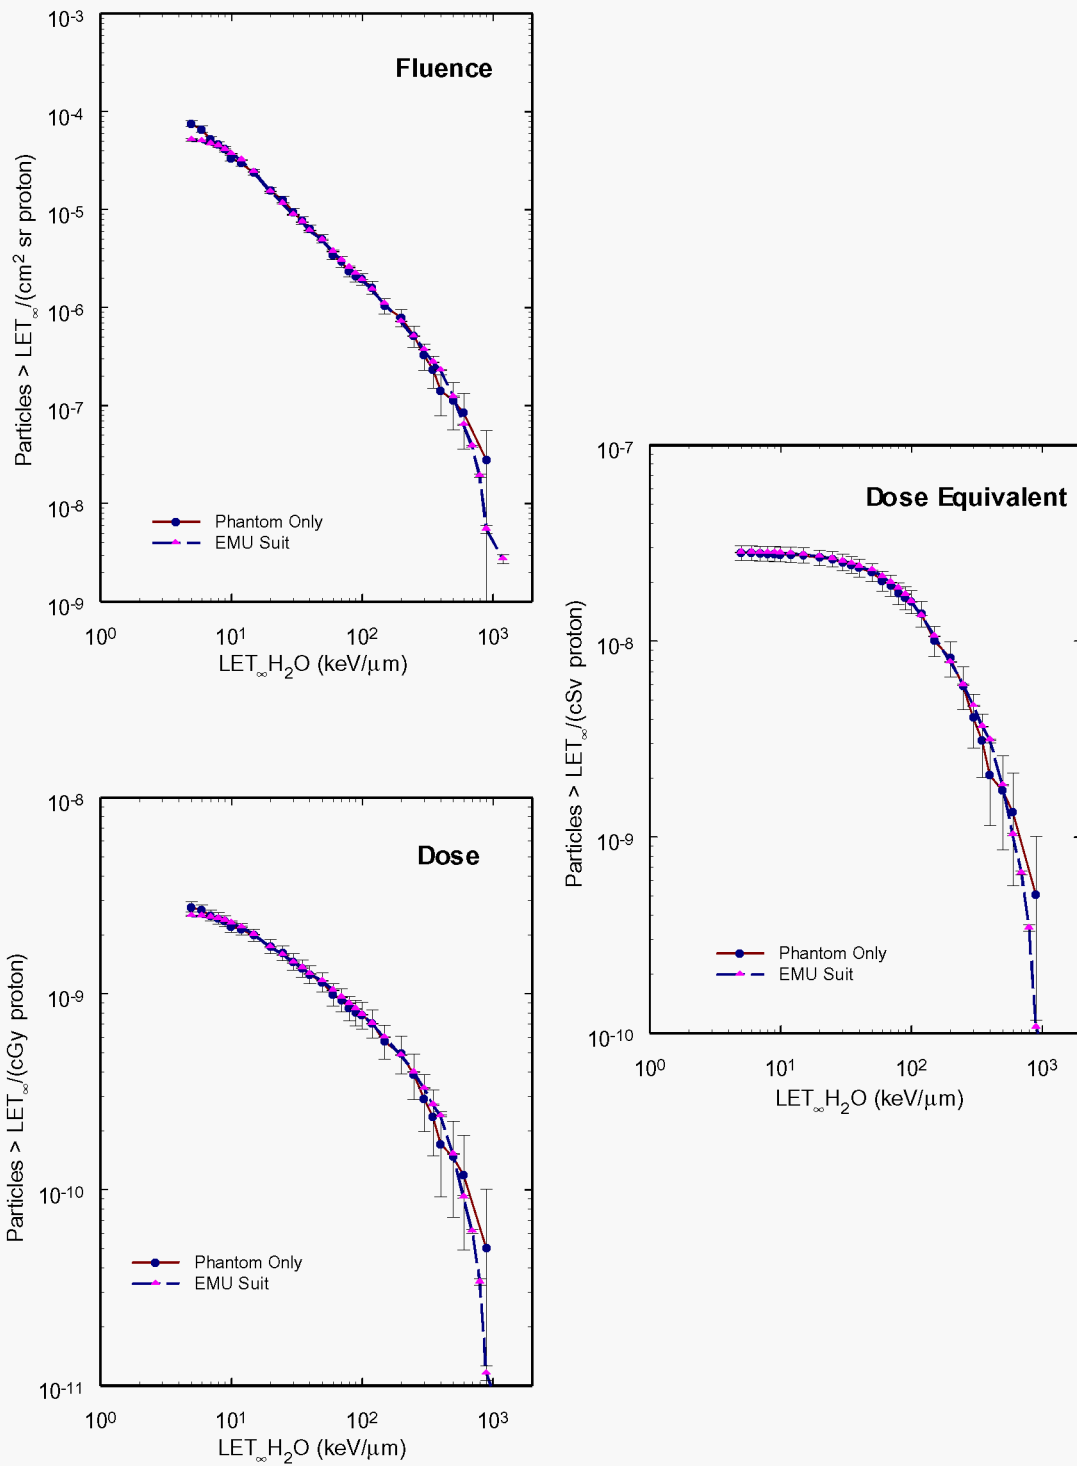 Fluence
Particles > LET∞/(cm² sr proton)
10⁻³
10⁻⁴
10⁻⁵
10⁻⁶
10⁻⁷
10⁻⁸
10⁻⁹
Phantom Only
EMU Suit
10⁰ 10¹ 10² 10³
LET∞H₂O (keV/µm)
Dose Equivalent
Particles > LET∞/(cSv proton)
10⁻⁷
10⁻⁸
10⁻⁹
10⁻¹⁰
Phantom Only
EMU Suit
10⁰ 10¹ 10² 10³
LET∞H₂O (keV/µm)
Dose
Particles > LET∞/(cGy proton)
10⁻⁸
10⁻⁹
10⁻¹⁰
10⁻¹¹
Phantom Only
EMU Suit
10⁰ 10¹ 10² 10³
LET∞H₂O (keV/µm)